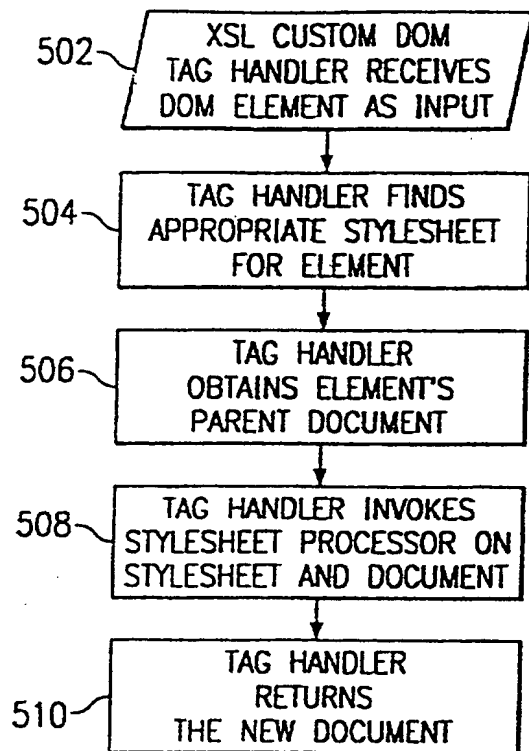 502
XSL CUSTOM DOM
TAG HANDLER RECEIVES
DOM ELEMENT AS INPUT
504
TAG HANDLER FINDS
APPROPRIATE STYLESHEET
FOR ELEMENT
506
TAG HANDLER
OBTAINS ELEMENT'S
PARENT DOCUMENT
508
TAG HANDLER INVOKES
STYLESHEET PROCESSOR ON
STYLESHEET AND DOCUMENT
510
TAG HANDLER
RETURNS
THE NEW DOCUMENT